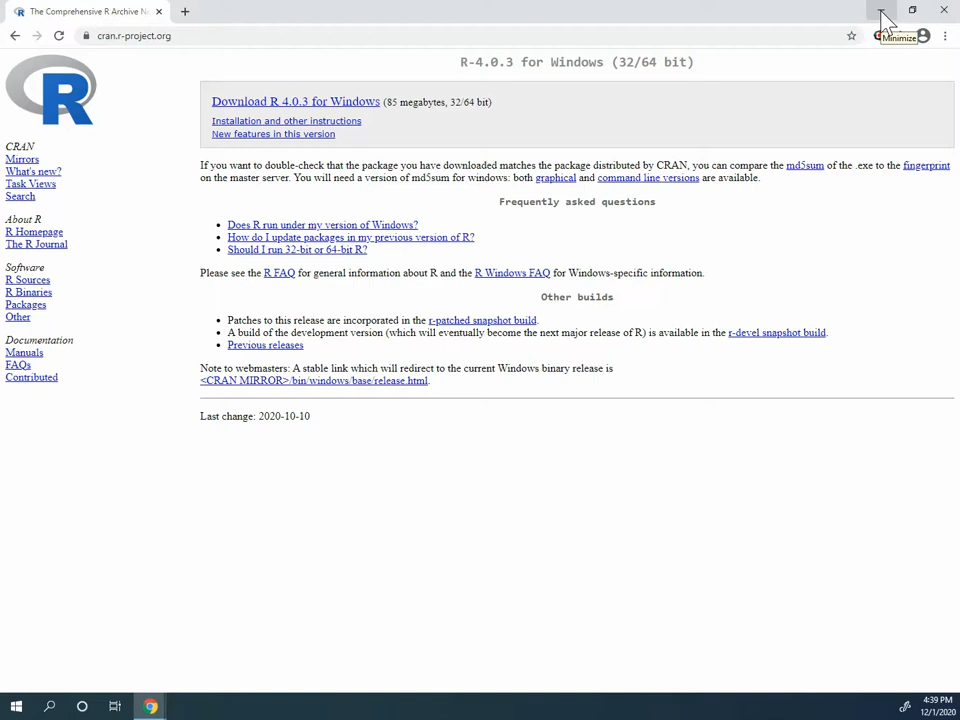 The Comprehensive R Archive Ne
cran.r-project.org
Minimize
R
CRAN
Mirrors
What's new?
Task Views
Search
About R
R Homepage
The R Journal
Software
R Sources
R Binaries
Packages
Other
Documentation
Manuals
FAQs
Contributed
R-4.0.3 for Windows (32/64 bit)
Download R 4.0.3 for Windows (85 megabytes, 32/64 bit)
Installation and other instructions
New features in this version
If you want to double-check that the package you have downloaded matches the package distributed by CRAN, you can compare the md5sum of the .exe to the fingerprint
on the master server. You will need a version of md5sum for windows: both graphical and command line versions are available.
Frequently asked questions
Does R run under my version of Windows?
How do I update packages in my previous version of R?
Should I run 32-bit or 64-bit R?
Please see the R FAQ for general information about R and the R Windows FAQ for Windows-specific information.
Other builds
Patches to this release are incorporated in the r-patched snapshot build.
A build of the development version (which will eventually become the next major release of R) is available in the r-devel snapshot build.
Previous releases
Note to webmasters: A stable link which will redirect to the current Windows binary release is
<CRAN MIRROR>/bin/windows/base/release.html.
Last change: 2020-10-10
4:39 PM
12/1/2020